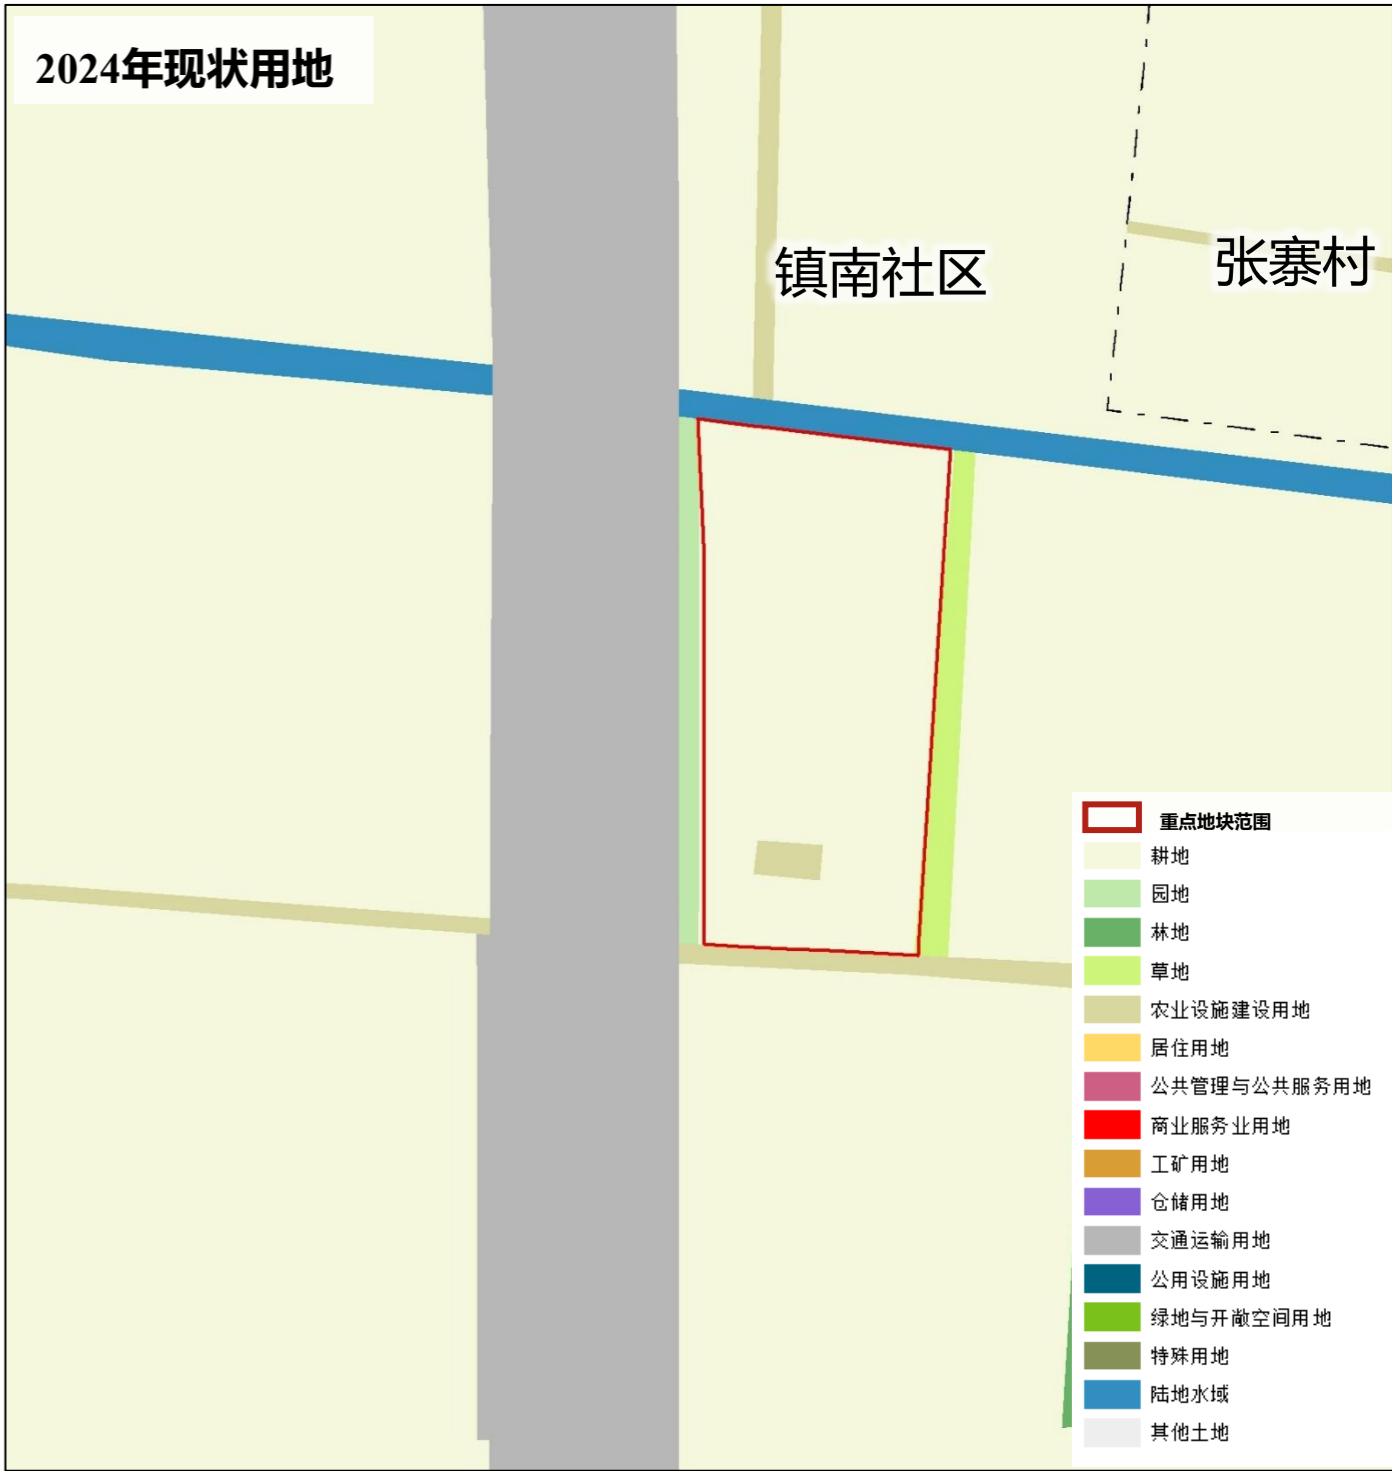 2024年现状用地
镇南社区
张寨村
重点地块范围
耕地
园地
林地
草地
农业设施建设用地
居住用地
公共管理与公共服务用地
商业服务业用地
工矿用地
仓储用地
交通运输用地
公用设施用地
绿地与开敞空间用地
特殊用地
陆地水域
其他土地